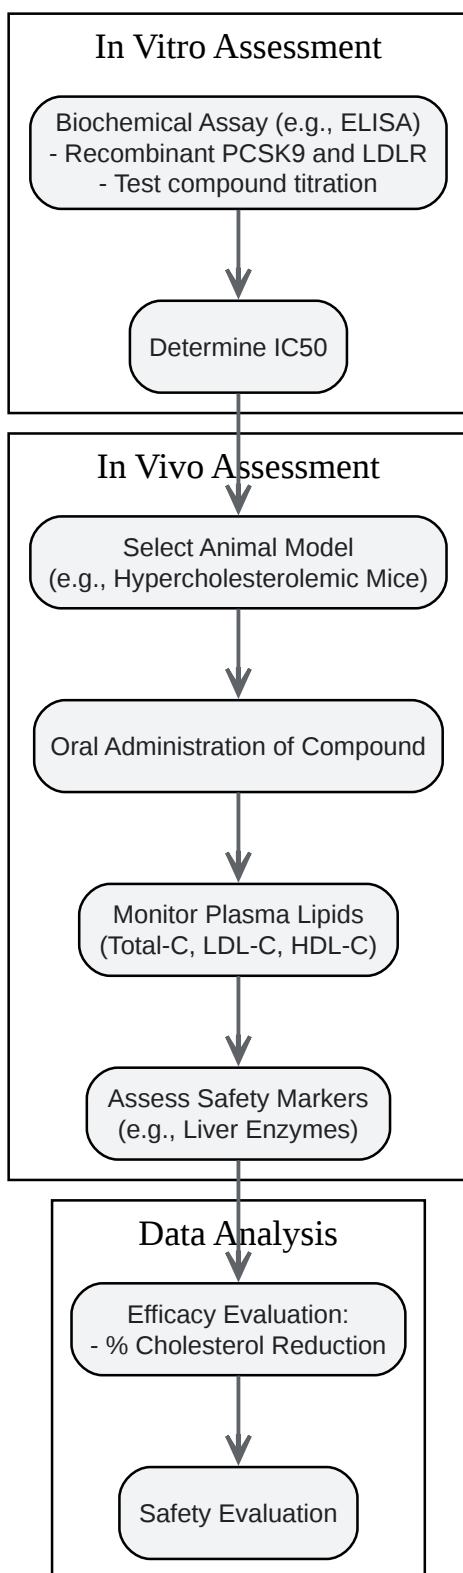 In Vitro Assessment
Biochemical Assay (e.g., ELISA)
- Recombinant PCSK9 and LDLR
- Test compound titration
Determine IC50
In Vivo Assessment
Select Animal Model
(e.g., Hypercholesterolemic Mice)
Oral Administration of Compound
Monitor Plasma Lipids
(Total-C, LDL-C, HDL-C)
Assess Safety Markers
(e.g., Liver Enzymes)
Data Analysis
Efficacy Evaluation:
- % Cholesterol Reduction
Safety Evaluation